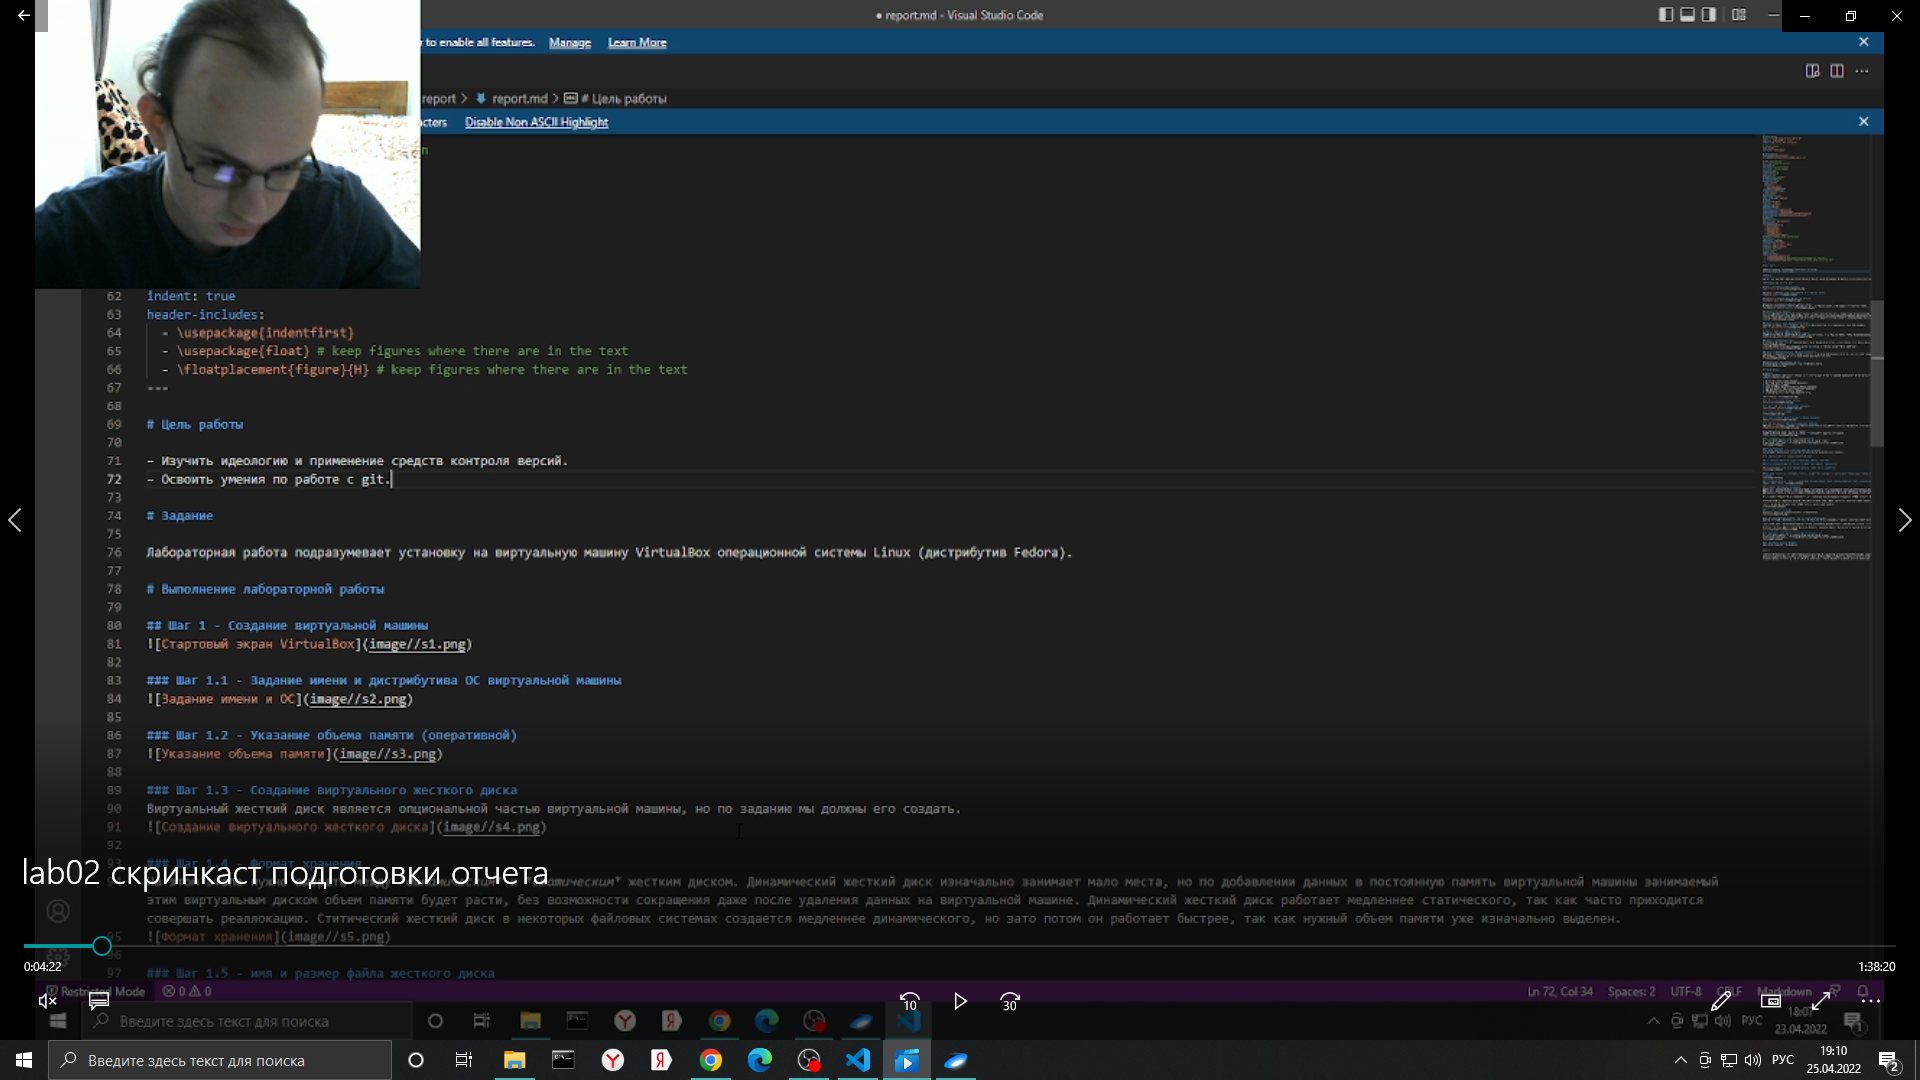 ● report.md - Visual Studio Code
to enable all features. Manage Learn More
report > report.md > # Цель работы
Disable Non ASCII Highlight
62 indent: true
63 header-includes:
64 - \usepackage{indentfirst}
65 - \usepackage{float} # keep figures where there are in the text
66 - \floatplacement{figure}{H} # keep figures where there are in the text
67 ---
68
69 # Цель работы
70
71 - Изучить идеологию и применение средств контроля версий.
72 - Освоить умения по работе с git.
73
74 # Задание
75
76 Лабораторная работа подразумевает установку на виртуальную машину VirtualBox операционной системы Linux (дистрибутив Fedora).
77
78 # Выполнение лабораторной работы
79
80 ## Шаг 1 - Создание виртуальной машины
81 ![Стартовый экран VirtualBox](image//s1.png)
82
83 ### Шаг 1.1 - Задание имени и дистрибутива ОС виртуальной машины
84 ![Задание имени и ОС](image//s2.png)
85
86 ### Шаг 1.2 - Указание объема памяти (оперативной)
87 ![Указание объема памяти](image//s3.png)
88
89 ### Шаг 1.3 - Создание виртуального жесткого диска
90 Виртуальный жесткий диск является опциональной частью виртуальной машины, но по заданию мы должны его создать.
91 ![Создание виртуального жесткого диска](image//s4.png)
92
93 ### Шаг 1.4 - Формат хранения
lab02 скринкаст подготовки отчета
жестким диском. Динамический жесткий диск изначально занимает мало места, но по добавлении данных в постоянную память виртуальной машины занимаемый
этим виртуальным диском объем памяти будет расти, без возможности сокращения даже после удаления данных на виртуальной машине. Динамический жесткий диск работает медленнее статического, так как часто приходится
совершать реаллокацию. Ститический жесткий диск в некоторых файловых системах создается медленнее динамического, но зато потом он работает быстрее, так как нужный объем памяти уже изначально выделен.
95 ![Формат хранения](image//s5.png)
96
97 ### Шаг 1.5 - имя и размер файла жесткого диска
0:04:22
1:38:20
Restricted Mode 0 0
Ln 72, Col 34 Spaces: 2 UTF-8 CRLF Markdown
10
30
Введите здесь текст для поиска
РУС
18:07
23.04.2022
1
Введите здесь текст для поиска
РУС
19:10
25.04.2022
2